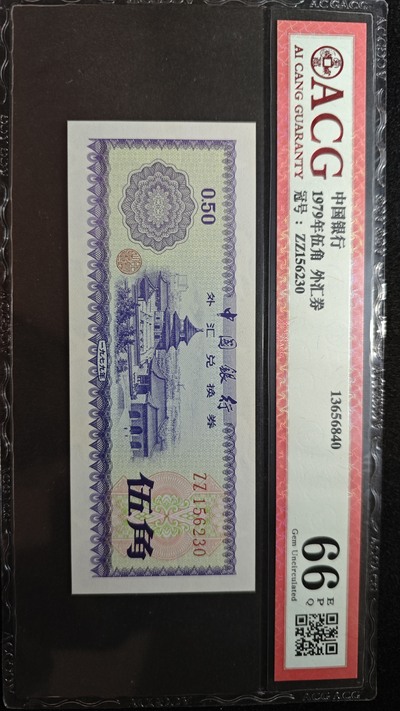 ACG
AI CANG GUARANTY
中国银行
1979年伍角 外汇券
冠号：ZZ156230
13656840
66
EPQ
Gem Uncirculated
0.50
中国银行
外汇兑换券
一九七九年
伍角
ZZ156230